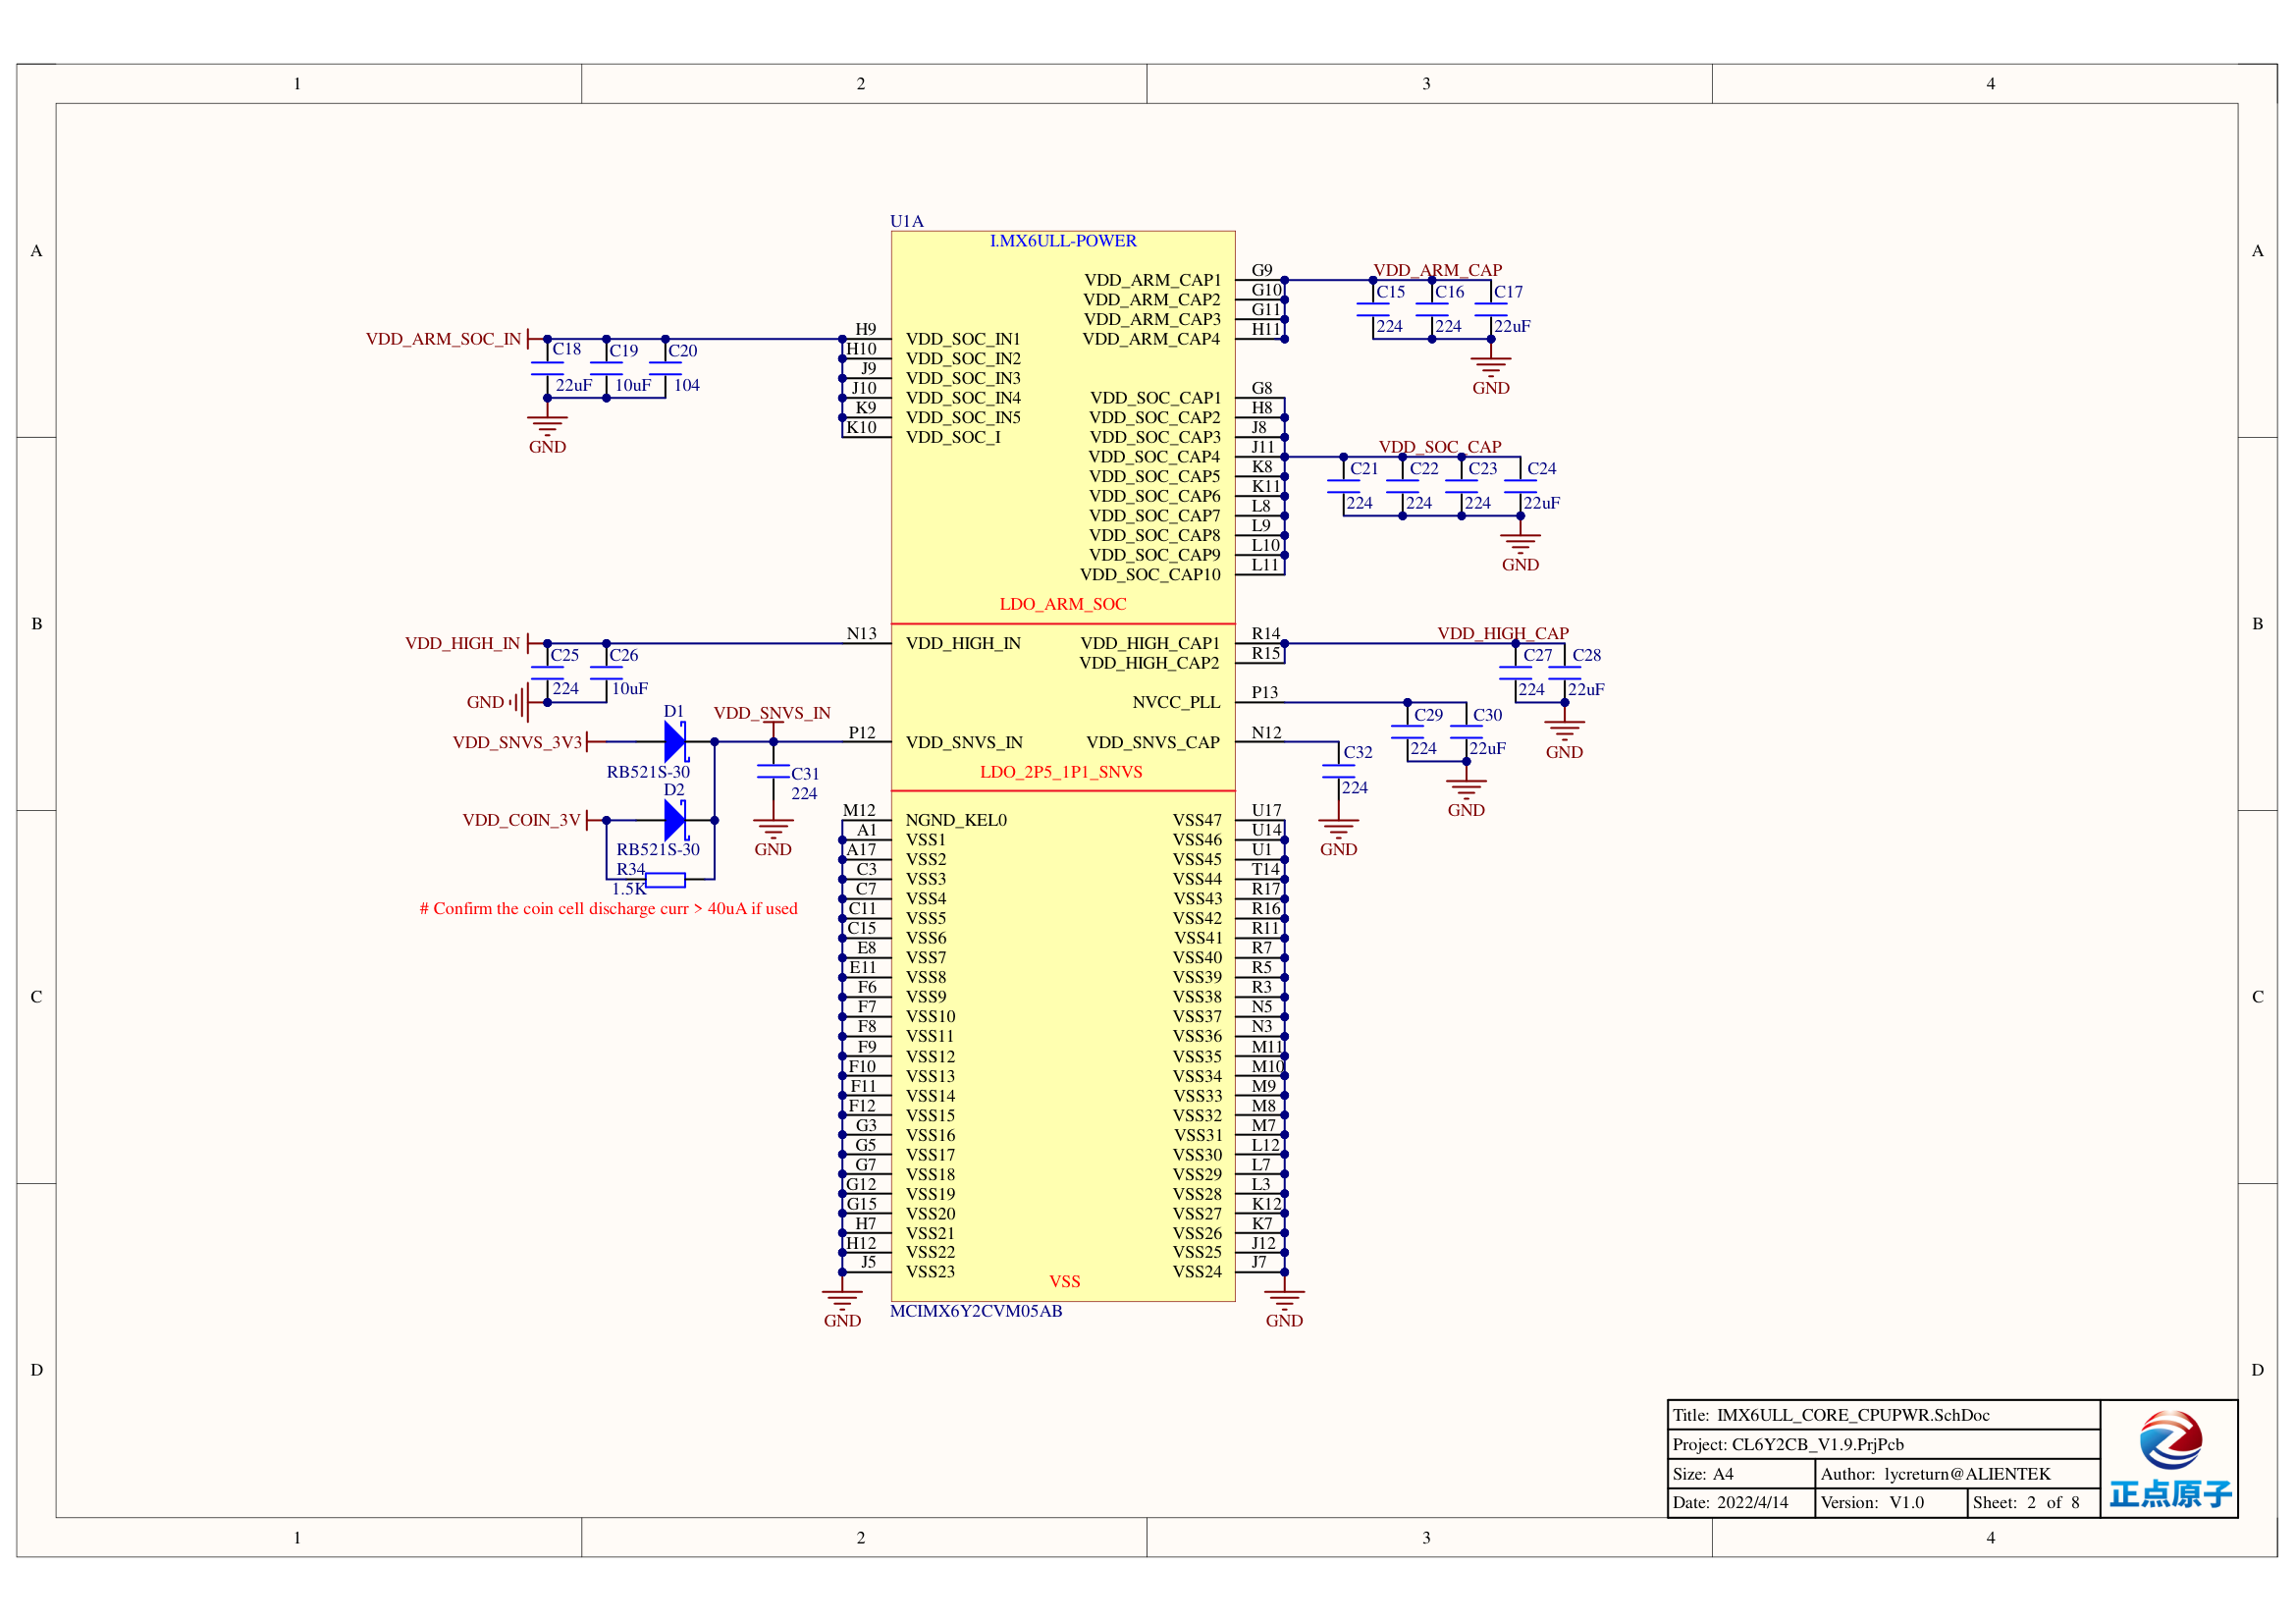 1 2 3 4
A A
B B
C C
D D
U1A
I.MX6ULL-POWER
VDD_ARM_SOC_IN
C18 22uF
C19 10uF
C20 104
GND
H9 VDD_SOC_IN1
H10 VDD_SOC_IN2
J9 VDD_SOC_IN3
J10 VDD_SOC_IN4
K9 VDD_SOC_IN5
K10 VDD_SOC_I
VDD_ARM_CAP1 G9
VDD_ARM_CAP2 G10
VDD_ARM_CAP3 G11
VDD_ARM_CAP4 H11
VDD_ARM_CAP
C15 224
C16 224
C17 22uF
GND
VDD_SOC_CAP1 G8
VDD_SOC_CAP2 H8
VDD_SOC_CAP3 J8
VDD_SOC_CAP4 J11
VDD_SOC_CAP5 K8
VDD_SOC_CAP6 K11
VDD_SOC_CAP7 L8
VDD_SOC_CAP8 L9
VDD_SOC_CAP9 L10
VDD_SOC_CAP10 L11
VDD_SOC_CAP
C21 224
C22 224
C23 224
C24 22uF
GND
LDO_ARM_SOC
VDD_HIGH_IN
C25 224
C26 10uF
GND
N13 VDD_HIGH_IN
VDD_HIGH_CAP1 R14
VDD_HIGH_CAP2 R15
VDD_HIGH_CAP
C27 224
C28 22uF
GND
NVCC_PLL P13
C29 224
C30 22uF
GND
VDD_SNVS_3V3
D1
RB521S-30
VDD_SNVS_IN
P12 VDD_SNVS_IN
VDD_SNVS_CAP N12
C31
224
GND
C32
224
GND
LDO_2P5_1P1_SNVS
VDD_COIN_3V
D2
RB521S-30
R34
1.5K
# Confirm the coin cell discharge curr > 40uA if used
M12 NGND_KEL0 VSS47 U17
A1 VSS1 VSS46 U14
A17 VSS2 VSS45 U1
C3 VSS3 VSS44 T14
C7 VSS4 VSS43 R17
C11 VSS5 VSS42 R16
C15 VSS6 VSS41 R11
E8 VSS7 VSS40 R7
E11 VSS8 VSS39 R5
F6 VSS9 VSS38 R3
F7 VSS10 VSS37 N5
F8 VSS11 VSS36 N3
F9 VSS12 VSS35 M11
F10 VSS13 VSS34 M10
F11 VSS14 VSS33 M9
F12 VSS15 VSS32 M8
G3 VSS16 VSS31 M7
G5 VSS17 VSS30 L12
G7 VSS18 VSS29 L7
G12 VSS19 VSS28 L3
G15 VSS20 VSS27 K12
H7 VSS21 VSS26 K7
H12 VSS22 VSS25 J12
J5 VSS23 VSS24 J7
VSS
GND GND
MCIMX6Y2CVM05AB
Title: IMX6ULL_CORE_CPUPWR.SchDoc
Project: CL6Y2CB_V1.9.PrjPcb
Size: A4 Author: lycreturn@ALIENTEK
Date: 2022/4/14 Version: V1.0 Sheet: 2 of 8
正点原子
1 2 3 4